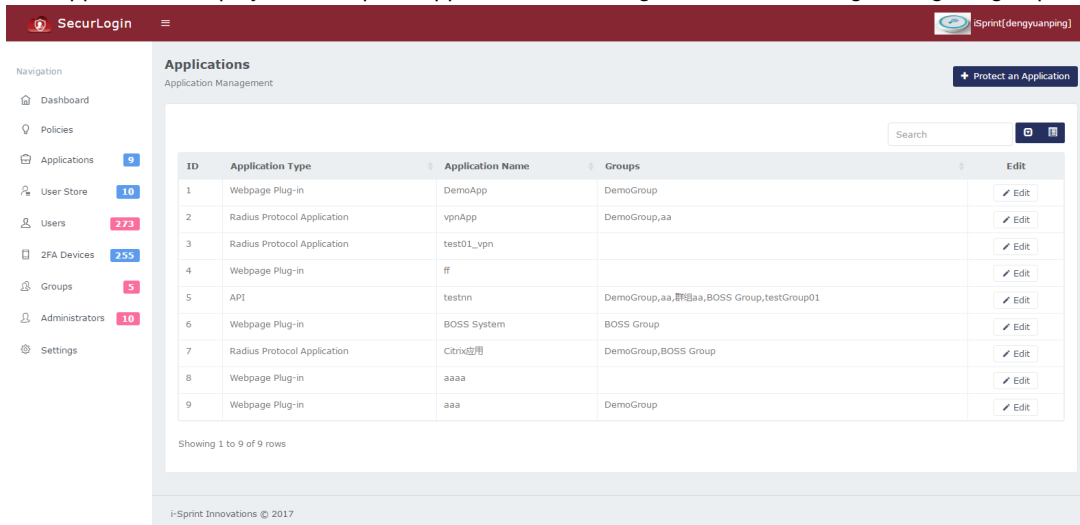 SecurLogin
iSprint[dengyuanping]
Navigation
Dashboard
Policies
Applications 9
User Store 10
Users 273
2FA Devices 255
Groups 5
Administrators 10
Settings
Applications
Application Management
Protect an Application
Search
ID Application Type Application Name Groups Edit
1 Webpage Plug-in DemoApp DemoGroup Edit
2 Radius Protocol Application vpnApp DemoGroup,aa Edit
3 Radius Protocol Application test01_vpn Edit
4 Webpage Plug-in ff Edit
5 API testnn DemoGroup,aa,群组aa,BOSS Group,testGroup01 Edit
6 Webpage Plug-in BOSS System BOSS Group Edit
7 Radius Protocol Application Citrix应用 DemoGroup,BOSS Group Edit
8 Webpage Plug-in aaaa Edit
9 Webpage Plug-in aaa DemoGroup Edit
Showing 1 to 9 of 9 rows
i-Sprint Innovations © 2017